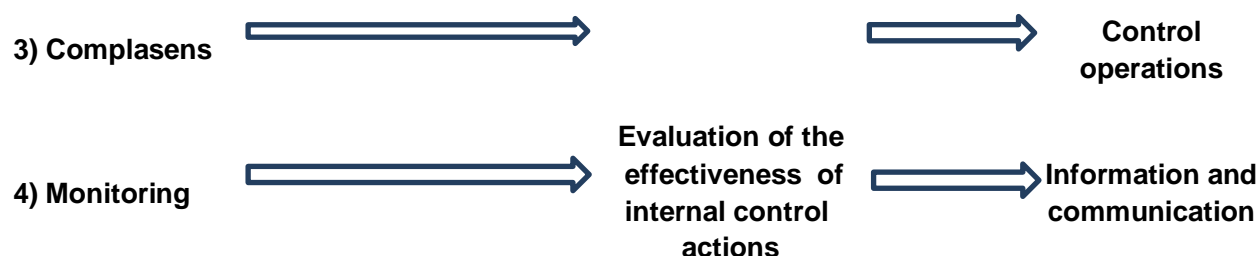 3) Complasens
Control
operations
4) Monitoring
Evaluation of the
effectiveness of
internal control
actions
Information and
communication